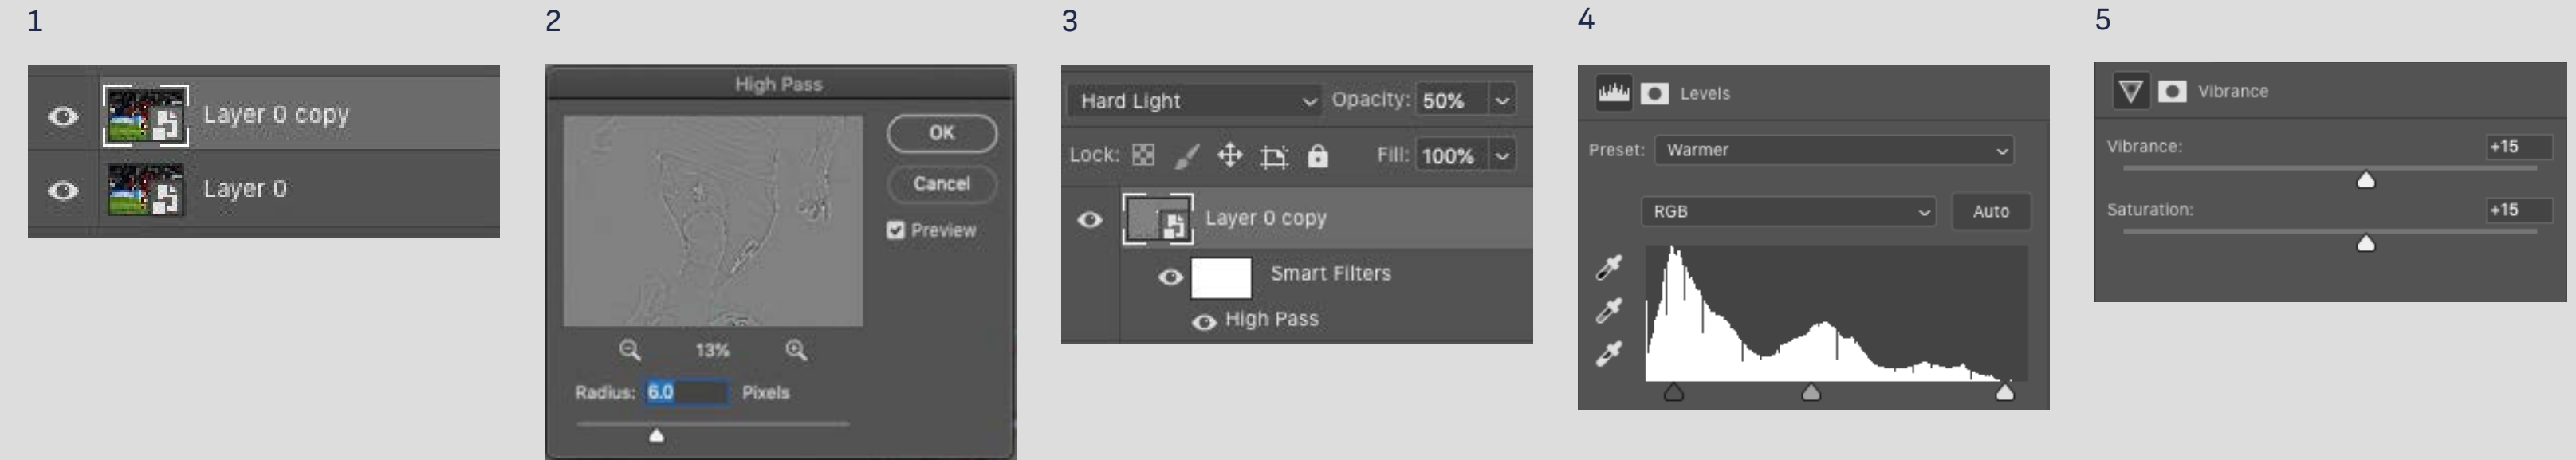 1
Layer 0 copy
Layer 0
2
High Pass
OK
Cancel
Preview
13%
Radius: 6.0 Pixels
3
Hard Light Opacity: 50%
Lock: Fill: 100%
Layer 0 copy
Smart Filters
High Pass
4
Levels
Preset: Warmer
RGB Auto
5
Vibrance
Vibrance: +15
Saturation: +15